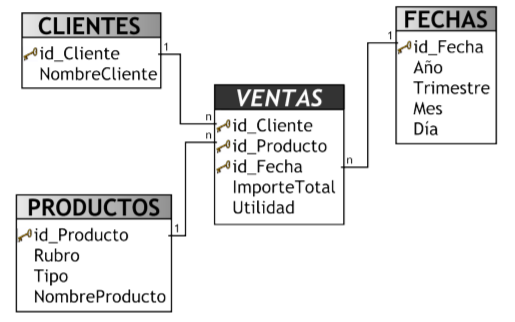 CLIENTES
id_Cliente
NombreCliente
1
FECHAS
1
id_Fecha
Año
Trimestre
Mes
Día
VENTAS
n
id_Cliente
n
id_Producto
id_Fecha
n
ImporteTotal
Utilidad
PRODUCTOS
id_Producto
1
Rubro
Tipo
NombreProducto